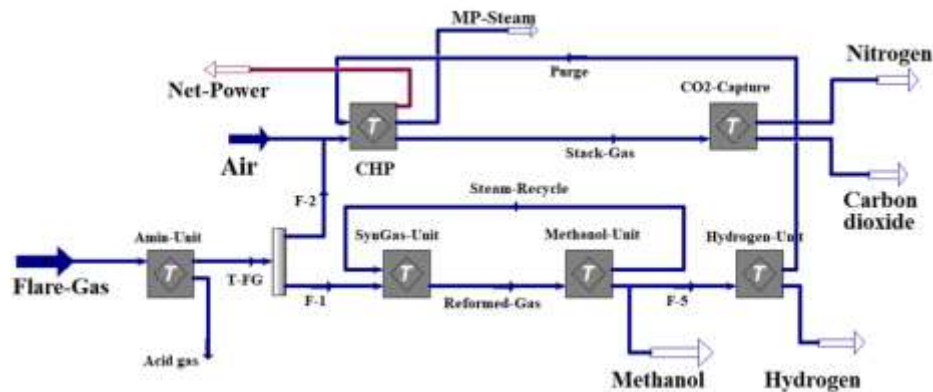 MP-Steam
Nitrogen
Purge
Net-Power
CO2-Capture
T
T
Air
CHP
Stack-Gas
Carbon
dioxide
F-2
Steam-Recycle
Amin-Unit
SynGas-Unit
Methanol-Unit
Hydrogen-Unit
T
T
T
T
Flare-Gas
T-FG
F-1
Reformed-Gas
F-5
Acid gas
Methanol
Hydrogen